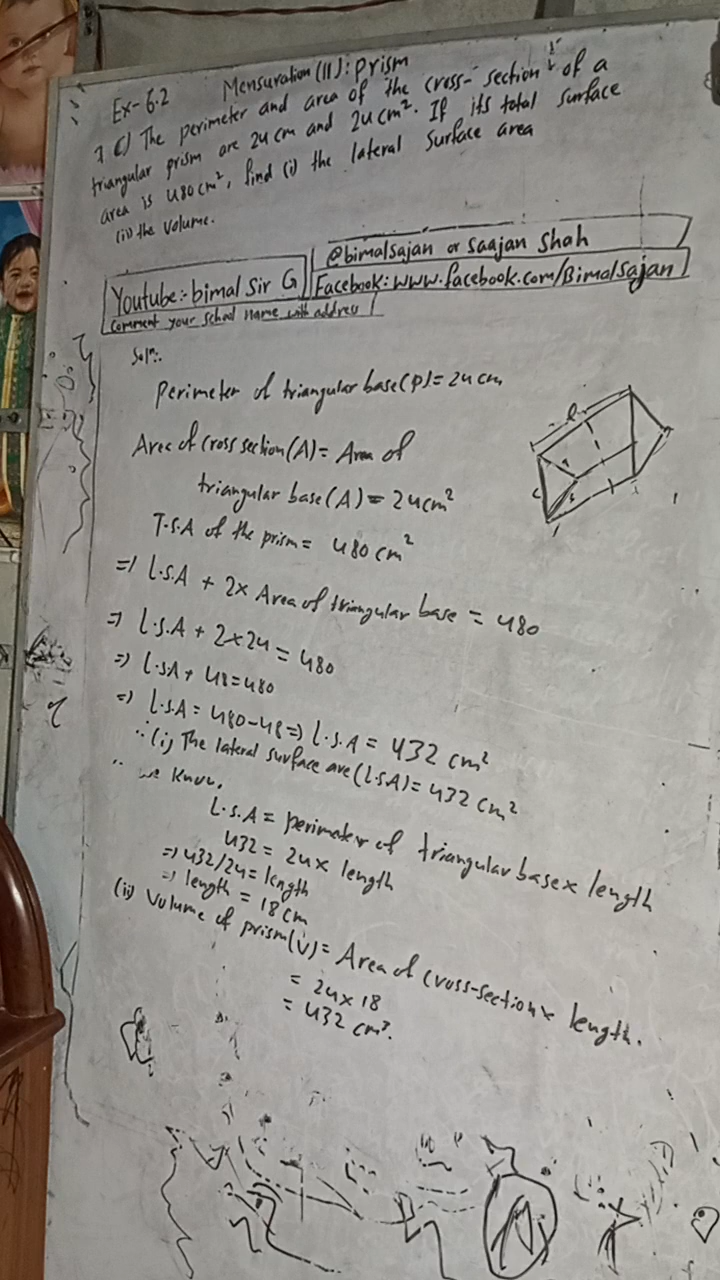 Ex-6.2 Mensuration (II): prism
7 c) The perimeter and area of the cross-section of a
triangular prism are 24 cm and 24 cm². If its total surface
area is 480 cm², find (i) the lateral surface area
(ii) the volume.
Youtube:- bimal Sir G
@bimalsajan or Saajan Shah
Facebook: www.facebook.com/Bimalsajan
comment your school name with address
Solⁿ:.
Perimeter of triangular base (P) = 24 cm
Area of cross section (A) = Area of
triangular base (A) = 24 cm²
T.S.A of the prism = 480 cm²
=) L.S.A + 2× Area of triangular base = 480
=) L.S.A + 2×24 = 480
=) L.SA + 48 = 480
=) L.S.A = 480-48 =) L.S.A = 432 cm²
∴ (i) The lateral surface are (L.S.A) = 432 cm²
∵ we know,
L.S.A = perimeter of triangular base × length
432 = 24 × length
=) 432/24 = length
=) length = 18 cm
(ii) Volume of prism (V) = Area of cross-section × length.
= 24 × 18
= 432 cm³.